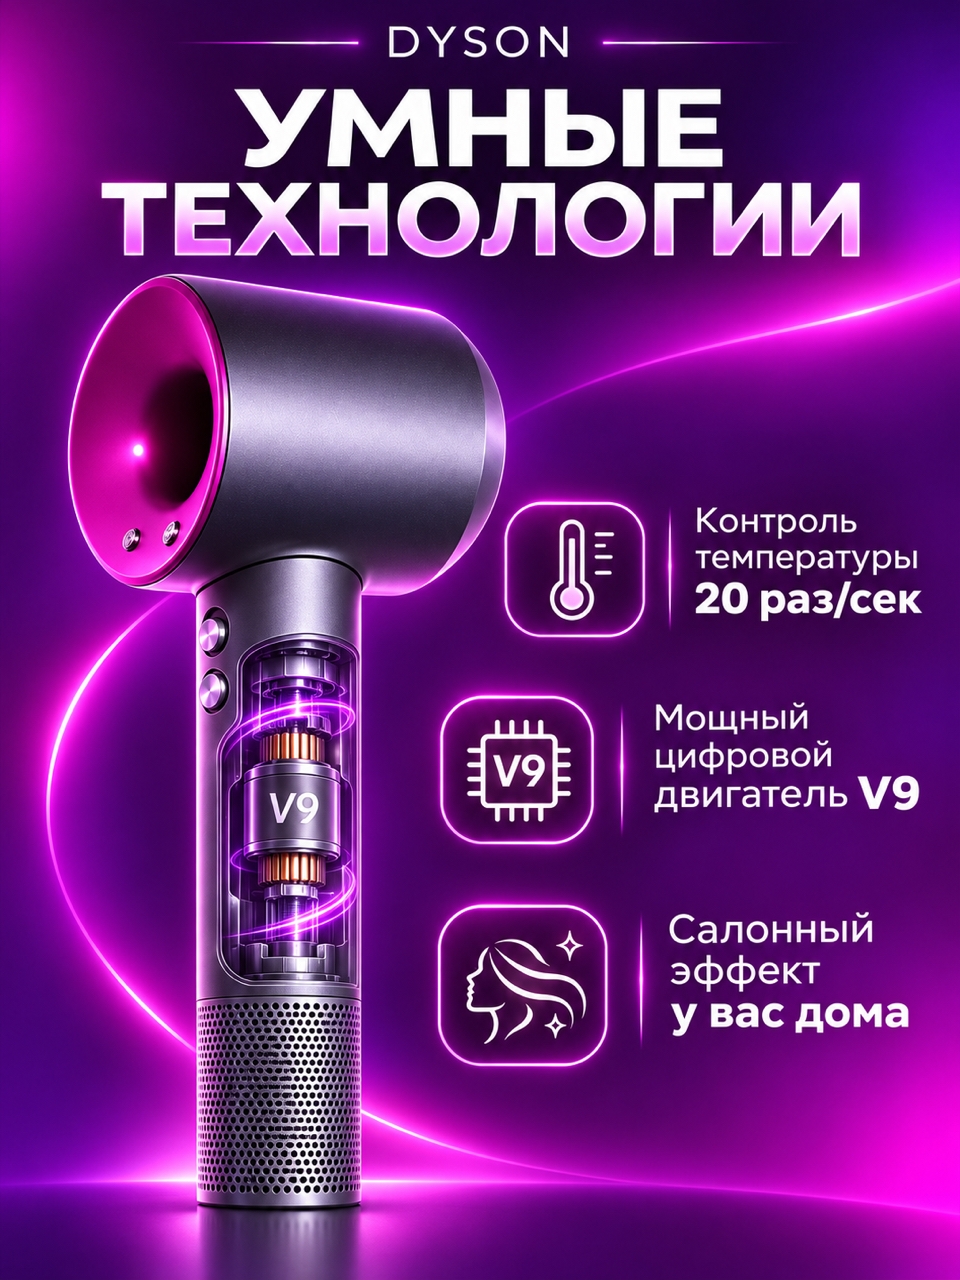 DYSON
УМНЫЕ
ТЕХНОЛОГИИ
Контроль
температуры
20 раз/сек
V9
V9
Мощный
цифровой
двигатель V9
Салонный
эффект
у вас дома